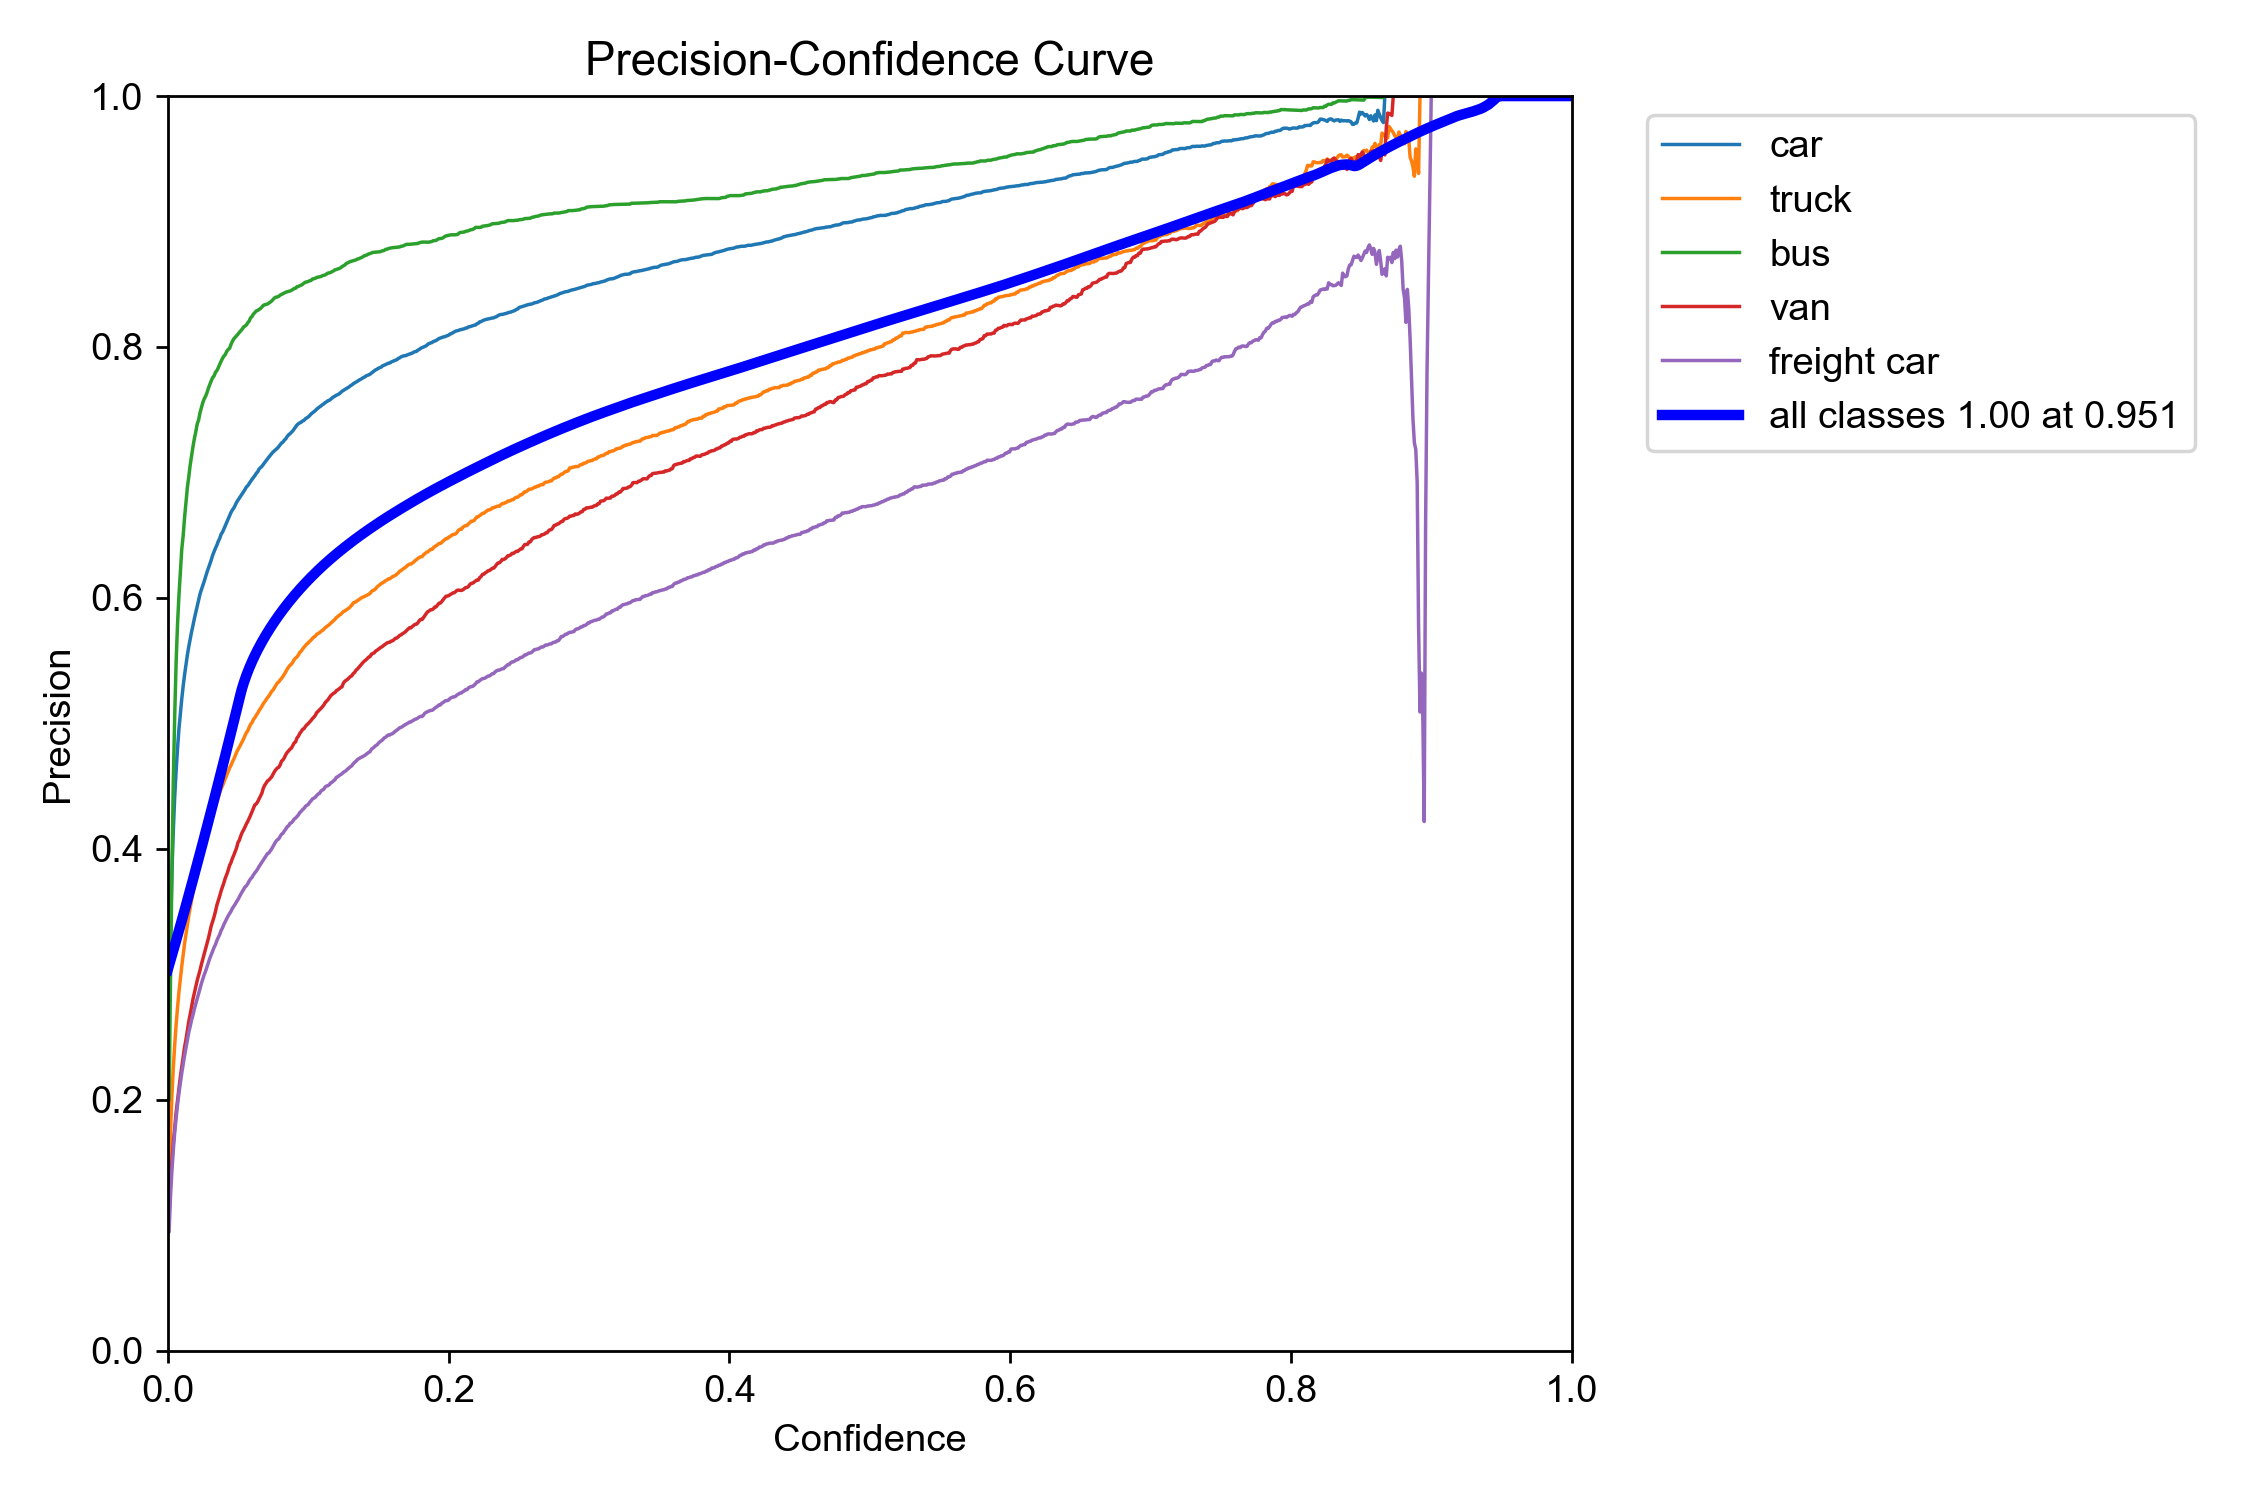 Precision-Confidence Curve
1.0
0.8
0.6
0.4
0.2
0.0
Precision
0.0 0.2 0.4 0.6 0.8 1.0
Confidence
car
truck
bus
van
freight car
all classes 1.00 at 0.951